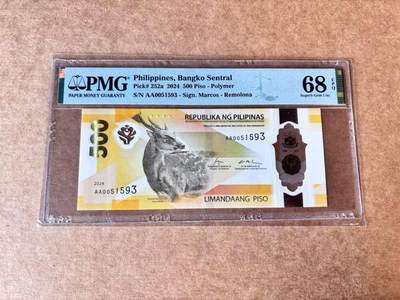 PMG
PAPER MONEY GUARANTY
Philippines, Bangko Sentral
Pick# 252a 2024 500 Piso - Polymer
S/N AA0051593 - Sign. Marcos - Remolona
68 EPQ
Superb Gem Unc
500
REPUBLIKA NG PILIPINAS
AA0051593
2024
AA0051593
LIMANDAANG PISO